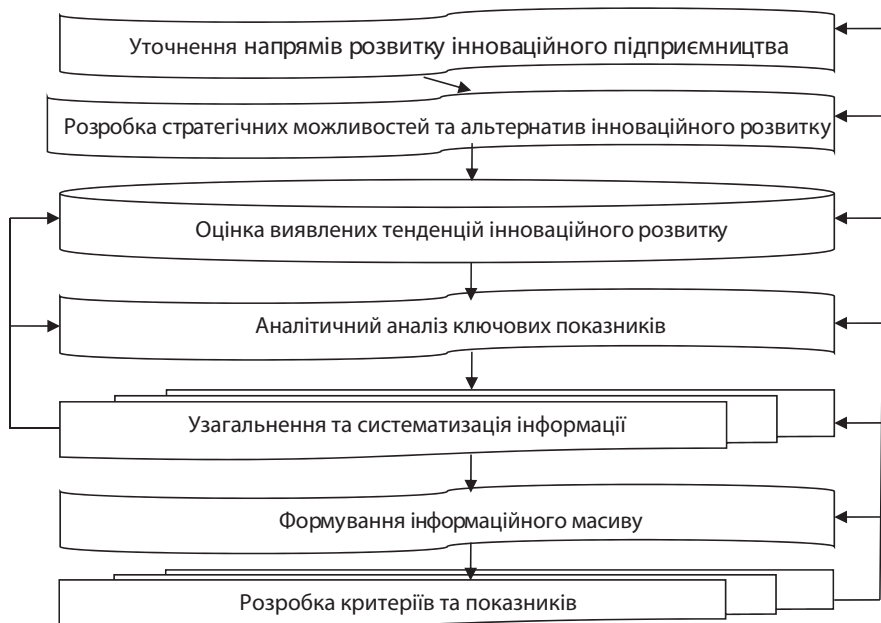 Уточнення напрямів розвитку інноваційного підприємництва
Розробка стратегічних можливостей та альтернатив інноваційного розвитку
Оцінка виявлених тенденцій інноваційного розвитку
Аналітичний аналіз ключових показників
Узагальнення та систематизація інформації
Формування інформаційного масиву
Розробка критеріїв та показників